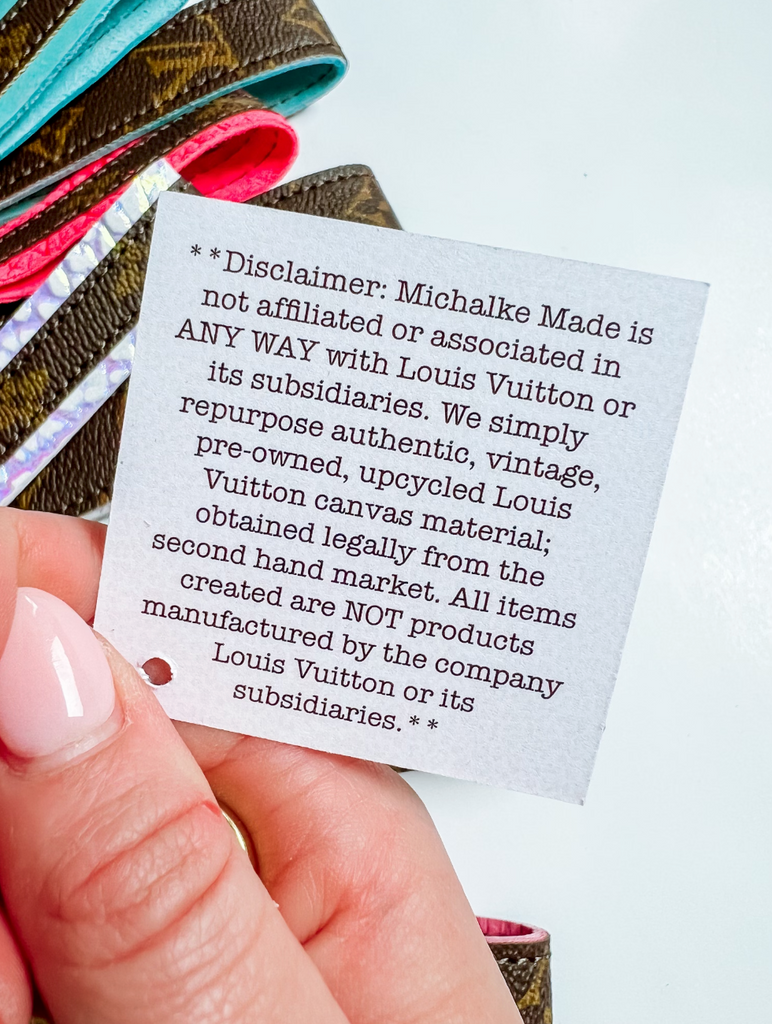 **Disclaimer: Michalke Made is
not affiliated or associated in
ANY WAY with Louis Vuitton or
its subsidiaries. We simply
repurpose authentic, vintage,
pre-owned, upcycled Louis
Vuitton canvas material;
obtained legally from the
second hand market. All items
created are NOT products
manufactured by the company
Louis Vuitton or its
subsidiaries.**